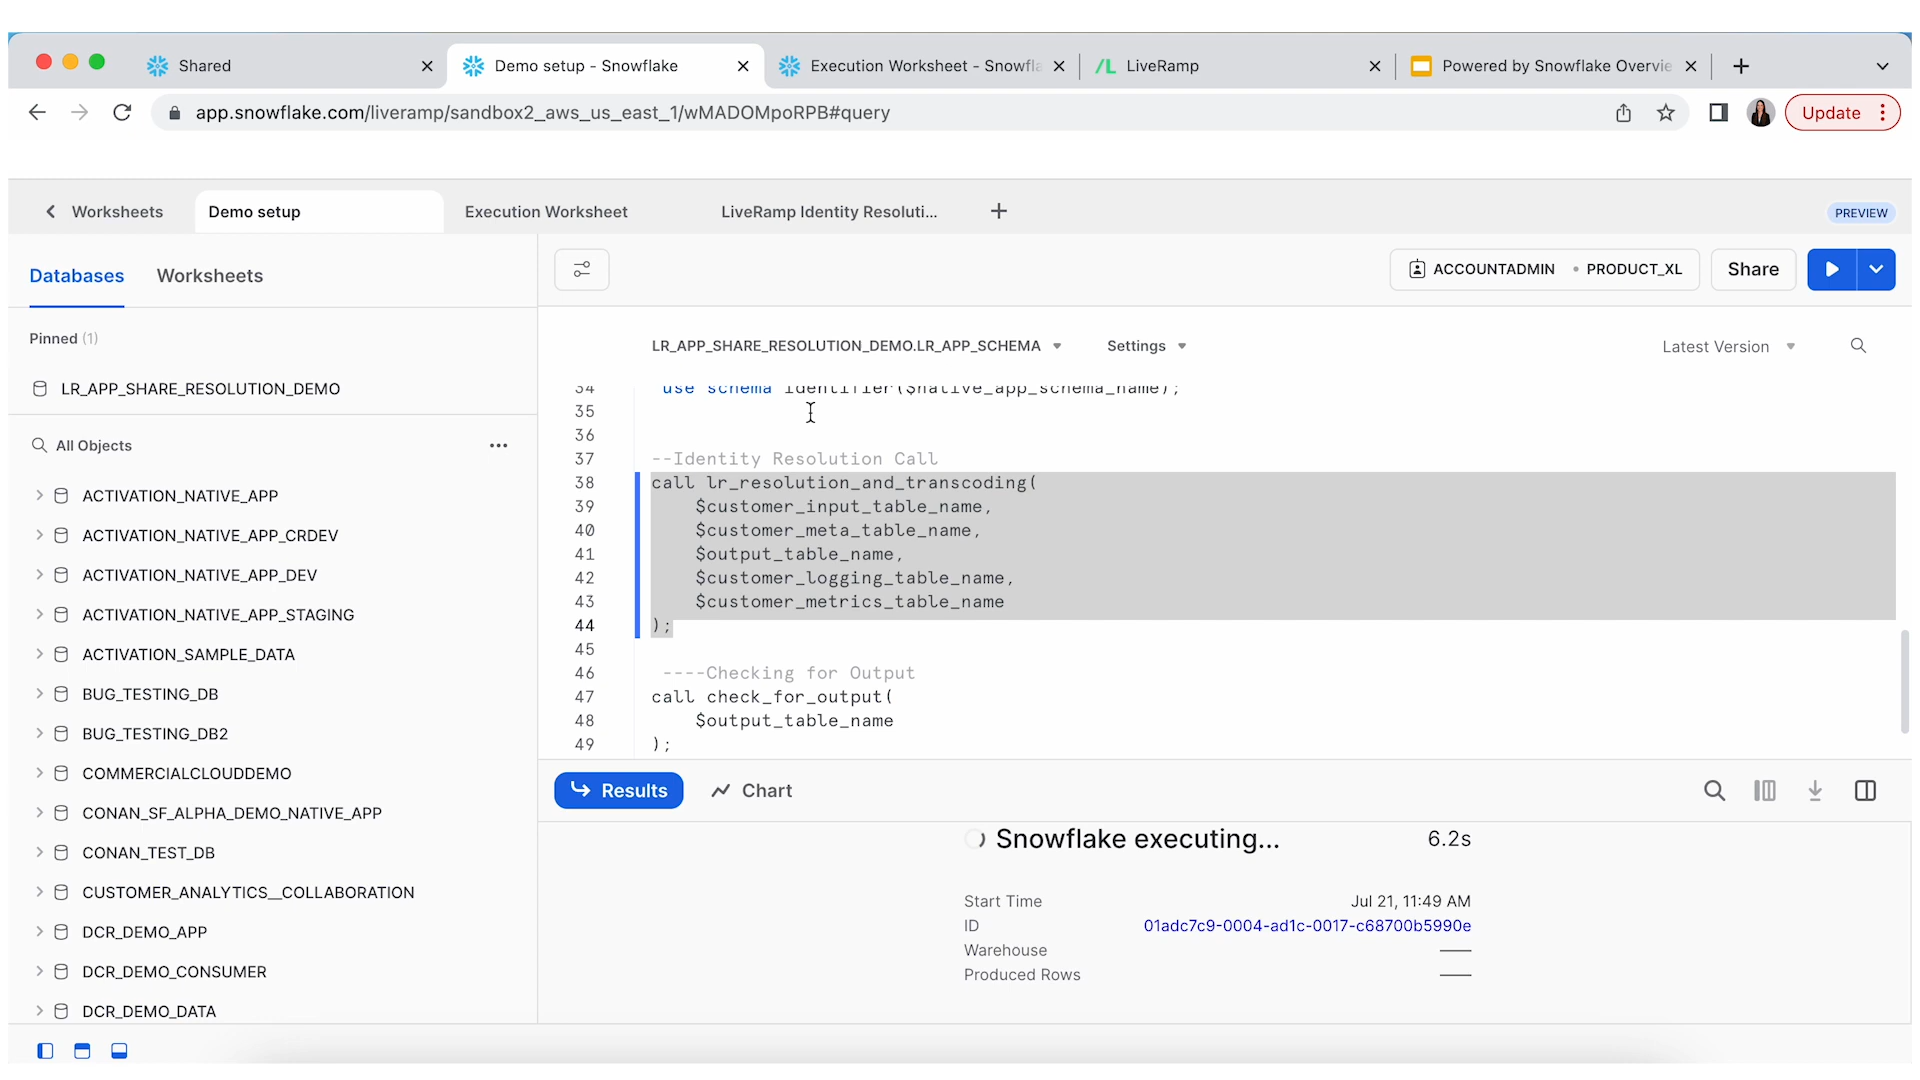 Shared
Demo setup - Snowflake
Execution Worksheet - Snowfla
LiveRamp
Powered by Snowflake Overvie
app.snowflake.com/liveramp/sandbox2_aws_us_east_1/wMADOMpoRPB#query
Update
Worksheets
Demo setup
Execution Worksheet
LiveRamp Identity Resoluti...
PREVIEW
Databases
Worksheets
ACCOUNTADMIN
PRODUCT_XL
Share
Pinned (1)
LR_APP_SHARE_RESOLUTION_DEMO
All Objects
ACTIVATION_NATIVE_APP
ACTIVATION_NATIVE_APP_CRDEV
ACTIVATION_NATIVE_APP_DEV
ACTIVATION_NATIVE_APP_STAGING
ACTIVATION_SAMPLE_DATA
BUG_TESTING_DB
BUG_TESTING_DB2
COMMERCIALCLOUDDEMO
CONAN_SF_ALPHA_DEMO_NATIVE_APP
CONAN_TEST_DB
CUSTOMER_ANALYTICS__COLLABORATION
DCR_DEMO_APP
DCR_DEMO_CONSUMER
DCR_DEMO_DATA
LR_APP_SHARE_RESOLUTION_DEMO.LR_APP_SCHEMA
Settings
Latest Version
34 use schema identifier($native_app_schema_name);
35
36
37 --Identity Resolution Call
38 call lr_resolution_and_transcoding(
39 $customer_input_table_name,
40 $customer_meta_table_name,
41 $output_table_name,
42 $customer_logging_table_name,
43 $customer_metrics_table_name
44 );
45
46 ----Checking for Output
47 call check_for_output(
48 $output_table_name
49 );
Results
Chart
Snowflake executing... 6.2s
Start Time Jul 21, 11:49 AM
ID 01adc7c9-0004-ad1c-0017-c68700b5990e
Warehouse
Produced Rows